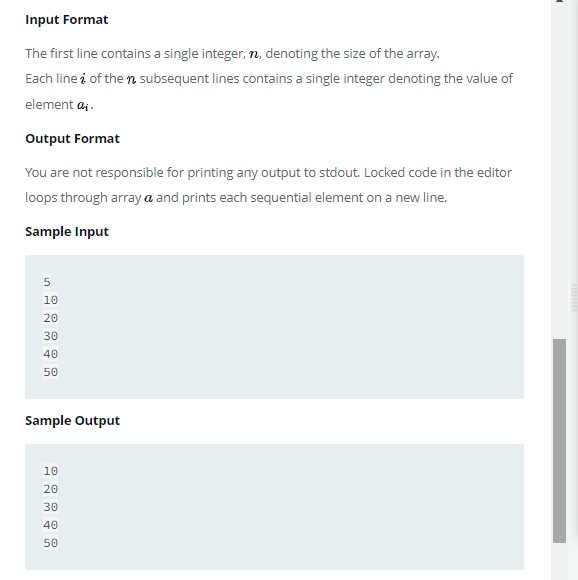 Input Format
The first line contains a single integer, n, denoting the size of the array.
Each line i of the n subsequent lines contains a single integer denoting the value of
element aᵢ.
Output Format
You are not responsible for printing any output to stdout. Locked code in the editor
loops through array a and prints each sequential element on a new line.
Sample Input
5
10
20
30
40
50
Sample Output
10
20
30
40
50